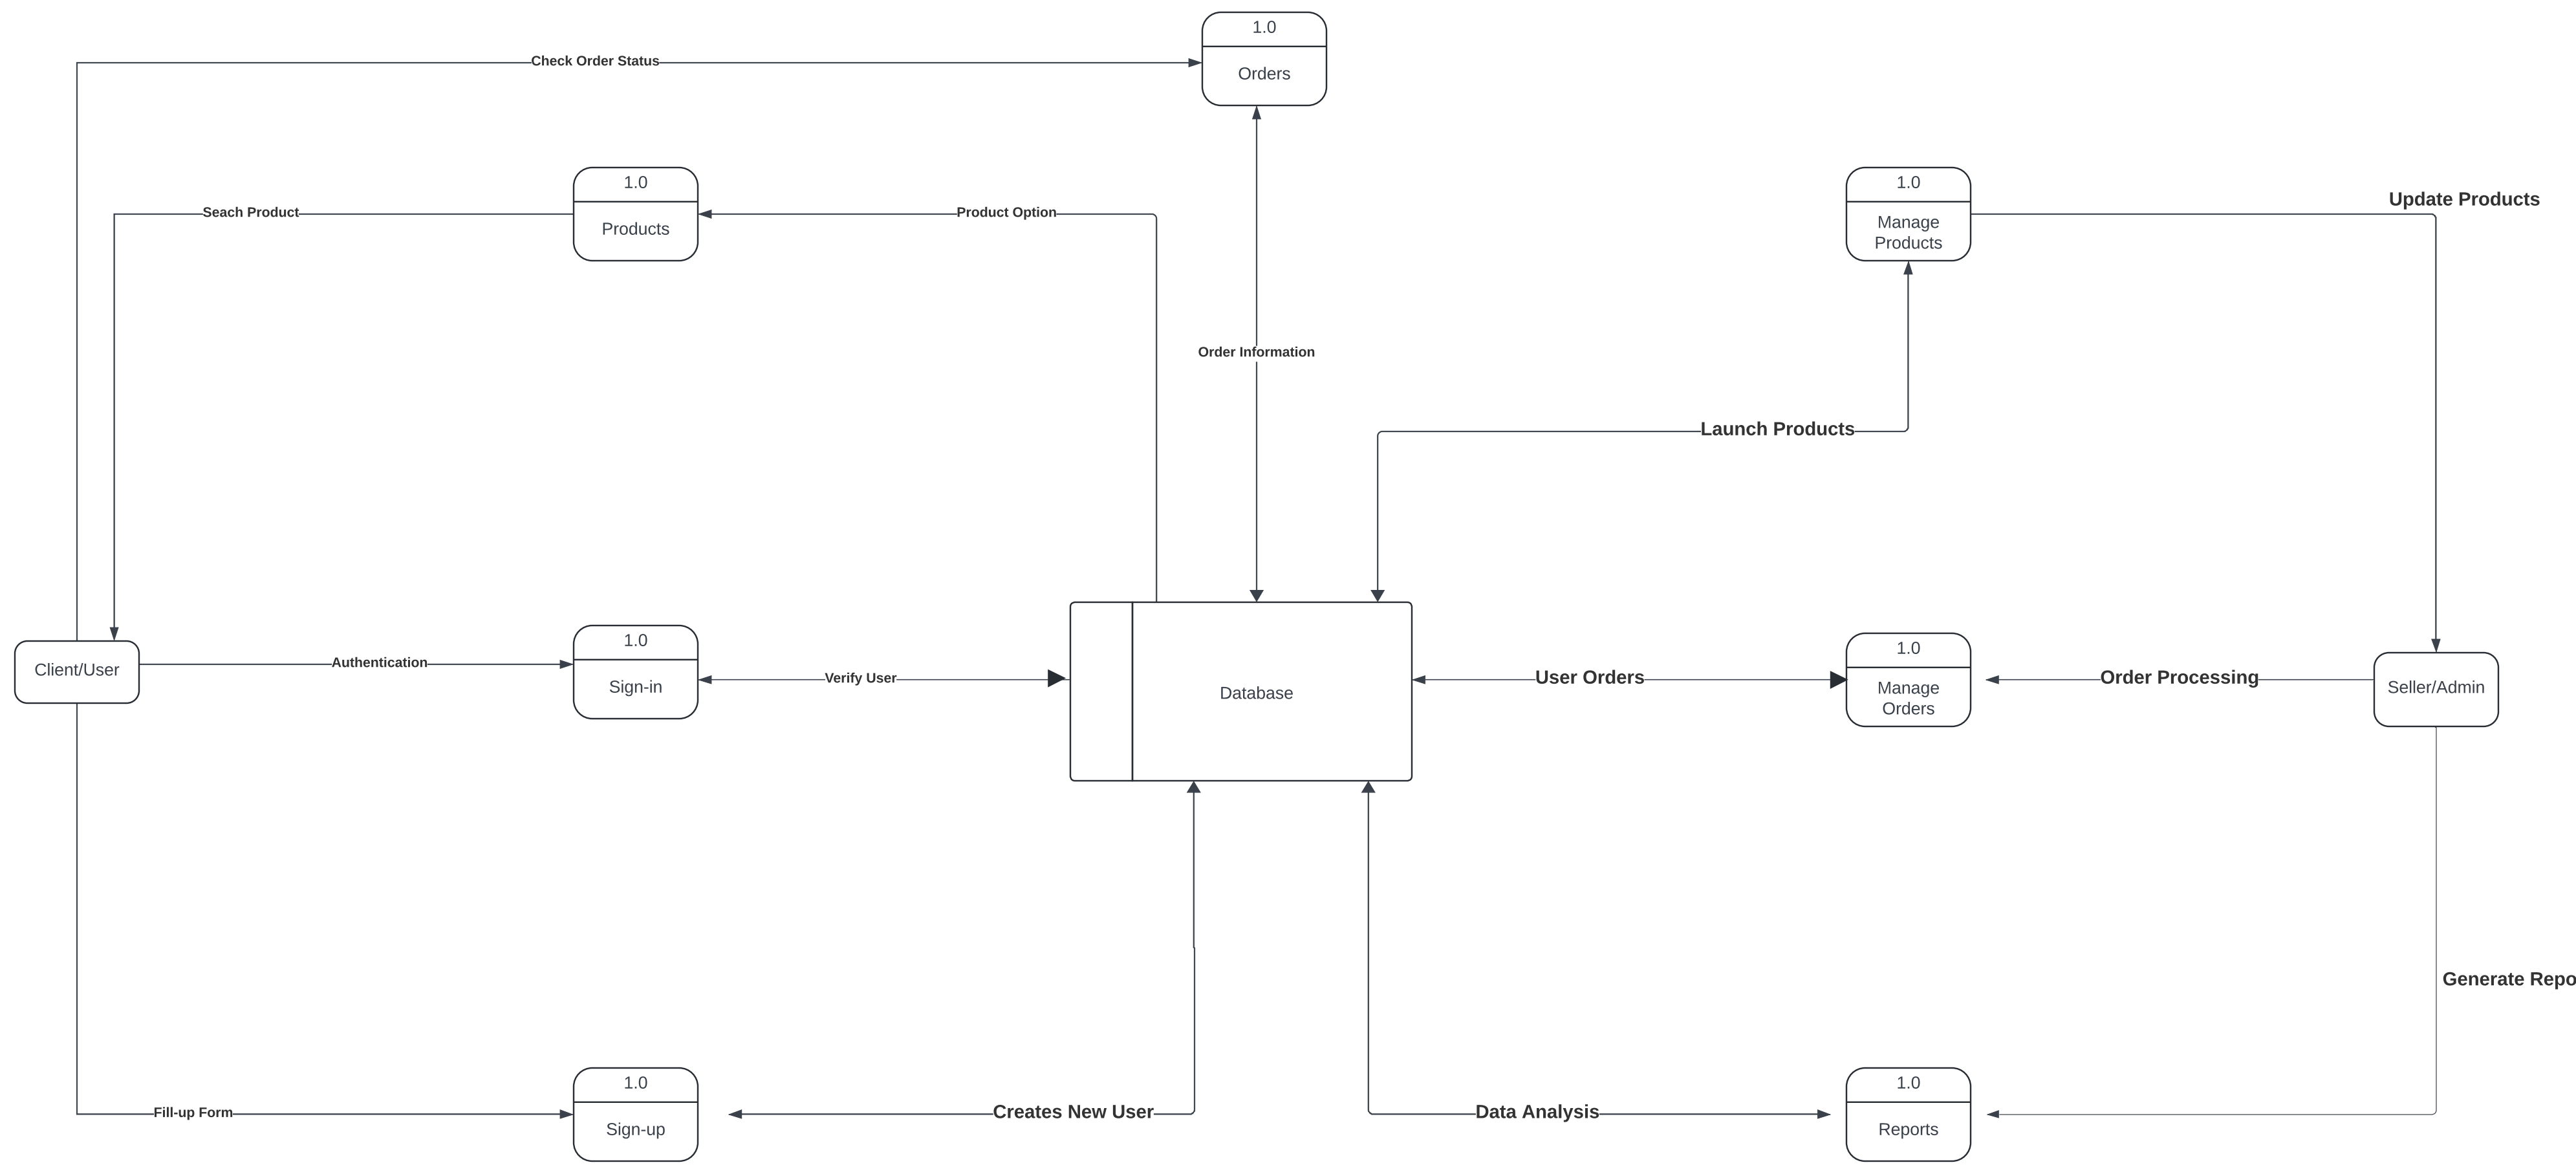 1.0
Orders
Check Order Status
1.0
Products
Seach Product
Product Option
1.0
Manage
Products
Update Products
Order Information
Launch Products
Client/User
Authentication
1.0
Sign-in
Verify User
Database
User Orders
1.0
Manage
Orders
Order Processing
Seller/Admin
Generate Repo
1.0
Sign-up
Fill-up Form
Creates New User
Data Analysis
1.0
Reports